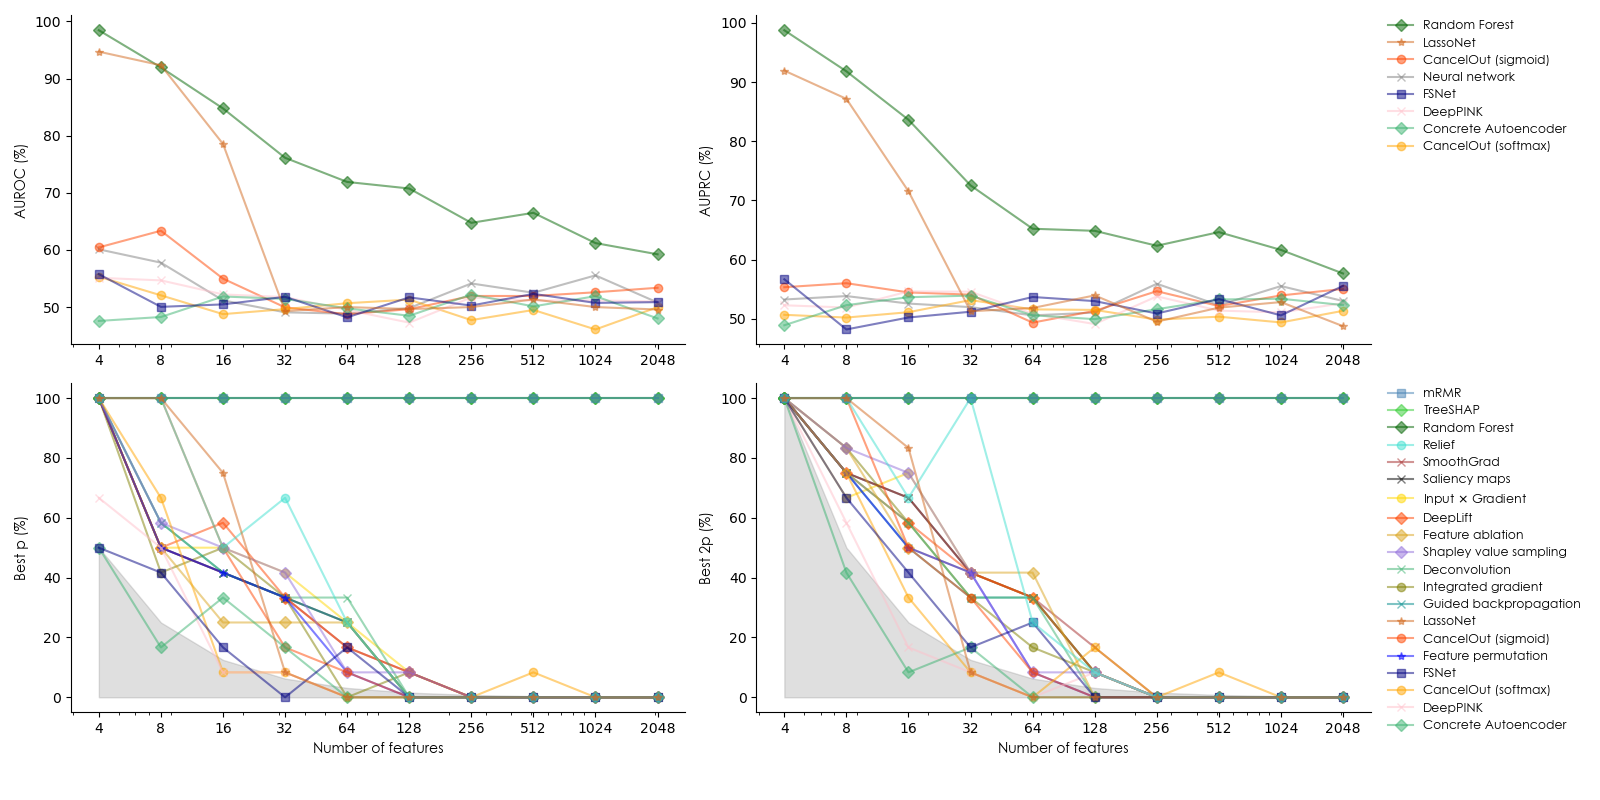 100
90
80
70
60
50
AUROC (%)
4 8 16 32 64 128 256 512 1024 2048
100
90
80
70
60
50
AUPRC (%)
4 8 16 32 64 128 256 512 1024 2048
Random Forest
LassoNet
CancelOut (sigmoid)
Neural network
FSNet
DeepPINK
Concrete Autoencoder
CancelOut (softmax)
100
80
60
40
20
0
Best p (%)
4 8 16 32 64 128 256 512 1024 2048
Number of features
100
80
60
40
20
0
Best 2p (%)
4 8 16 32 64 128 256 512 1024 2048
Number of features
mRMR
TreeSHAP
Random Forest
Relief
SmoothGrad
Saliency maps
Input × Gradient
DeepLift
Feature ablation
Shapley value sampling
Deconvolution
Integrated gradient
Guided backpropagation
LassoNet
CancelOut (sigmoid)
Feature permutation
FSNet
CancelOut (softmax)
DeepPINK
Concrete Autoencoder